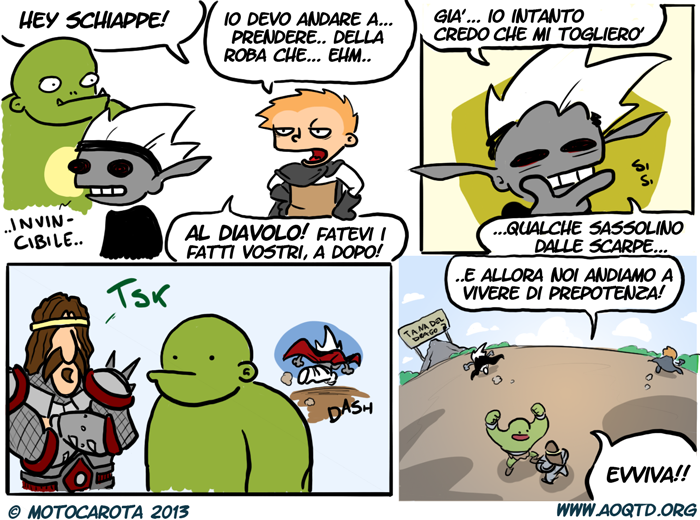 HEY SCHIAPPE!
IO DEVO ANDARE A...
PRENDERE.. DELLA
ROBA CHE... EHM..
..INVIN-
CIBILE..
AL DIAVOLO! FATEVI I
FATTI VOSTRI, A DOPO!
GIÀ'... IO INTANTO
CREDO CHE MI TOGLIERO'
SI
SI
...QUALCHE SASSOLINO
DALLE SCARPE...
TSK
DASH
..E ALLORA NOI ANDIAMO A
VIVERE DI PREPOTENZA!
TANA DEL
DRAGO 2
EVVIVA!!
© MOTOCAROTA 2013
WWW.AOQTD.ORG